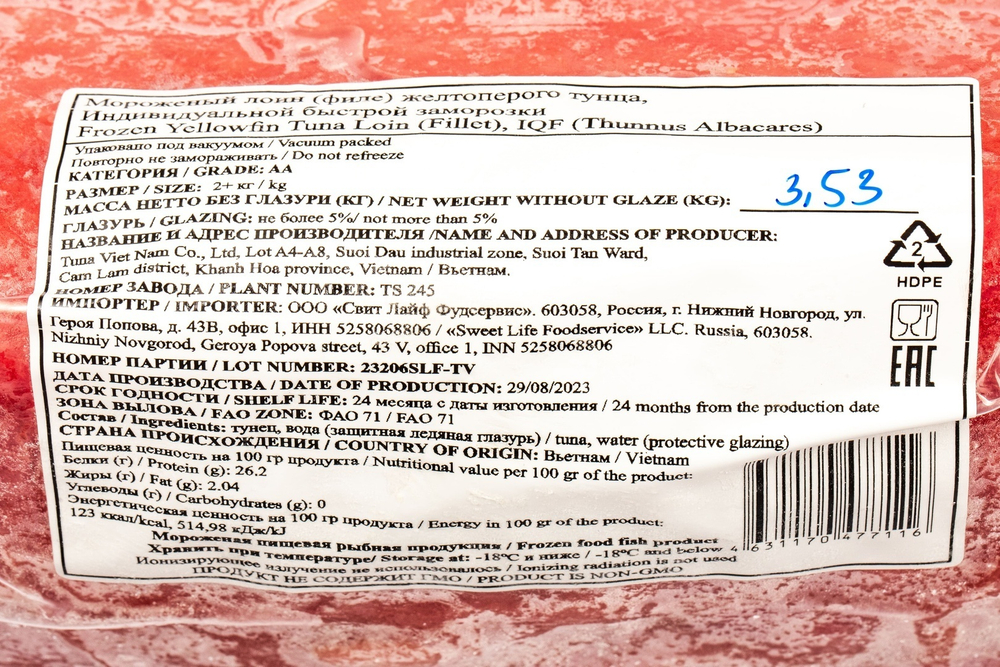 Мороженый лоин (филе) желтоперого тунца,
Индивидуальной быстрой заморозки
Frozen Yellowfin Tuna Loin (Fillet), IQF (Thunnus Albacares)
Упаковано под вакуумом / Vacuum packed
Повторно не замораживать / Do not refreeze
КАТЕГОРИЯ / GRADE: AA
РАЗМЕР / SIZE: 2+ кг / kg
МАССА НЕТТО БЕЗ ГЛАЗУРИ (КГ) / NET WEIGHT WITHOUT GLAZE (KG): 3,53
ГЛАЗУРЬ / GLAZING: не более 5%/ not more than 5%
НАЗВАНИЕ И АДРЕС ПРОИЗВОДИТЕЛЯ /NAME AND ADDRESS OF PRODUCER:
Tuna Viet Nam Co., Ltd, Lot A4-A8, Suoi Dau industrial zone, Suoi Tan Ward,
Cam Lam district, Khanh Hoa province, Vietnam / Вьетнам.
НОМЕР ЗАВОДА / PLANT NUMBER: TS 245
ИМПОРТЕР / IMPORTER: ООО «Свит Лайф Фудсервис». 603058, Россия, г. Нижний Новгород, ул.
Героя Попова, д. 43В, офис 1, ИНН 5258068806 / «Sweet Life Foodservice» LLC. Russia, 603058.
Nizhniy Novgorod, Geroya Popova street, 43 V, office 1, INN 5258068806
НОМЕР ПАРТИИ / LOT NUMBER: 23206SLF-TV
ДАТА ПРОИЗВОДСТВА / DATE OF PRODUCTION: 29/08/2023
СРОК ГОДНОСТИ / SHELF LIFE: 24 месяца с даты изготовления / 24 months from the production date
ЗОНА ВЫЛОВА / FAO ZONE: ФАО 71 / FAO 71
Состав / Ingredients: тунец, вода (защитная ледяная глазурь) / tuna, water (protective glazing)
СТРАНА ПРОИСХОЖДЕНИЯ / COUNTRY OF ORIGIN: Вьетнам / Vietnam
Пищевая ценность на 100 гр продукта / Nutritional value per 100 gr of the product:
Белки (г) / Protein (g): 26.2
Жиры (г) / Fat (g): 2.04
Углеводы (г) / Carbohydrates (g): 0
Энергетическая ценность на 100 гр продукта / Energy in 100 gr of the product:
123 ккал/kcal, 514,98 кДж/kJ
Мороженая пищевая рыбная продукция / Frozen food fish product
Хранить при температуре/ Storage at: -18°C и ниже / -18°C and below
Ионизирующее излучение не использовалось / Ionizing radiation is not used
ПРОДУКТ НЕ СОДЕРЖИТ ГМО / PRODUCT IS NON-GMO
2
HDPE
EAC
4 631170 477116